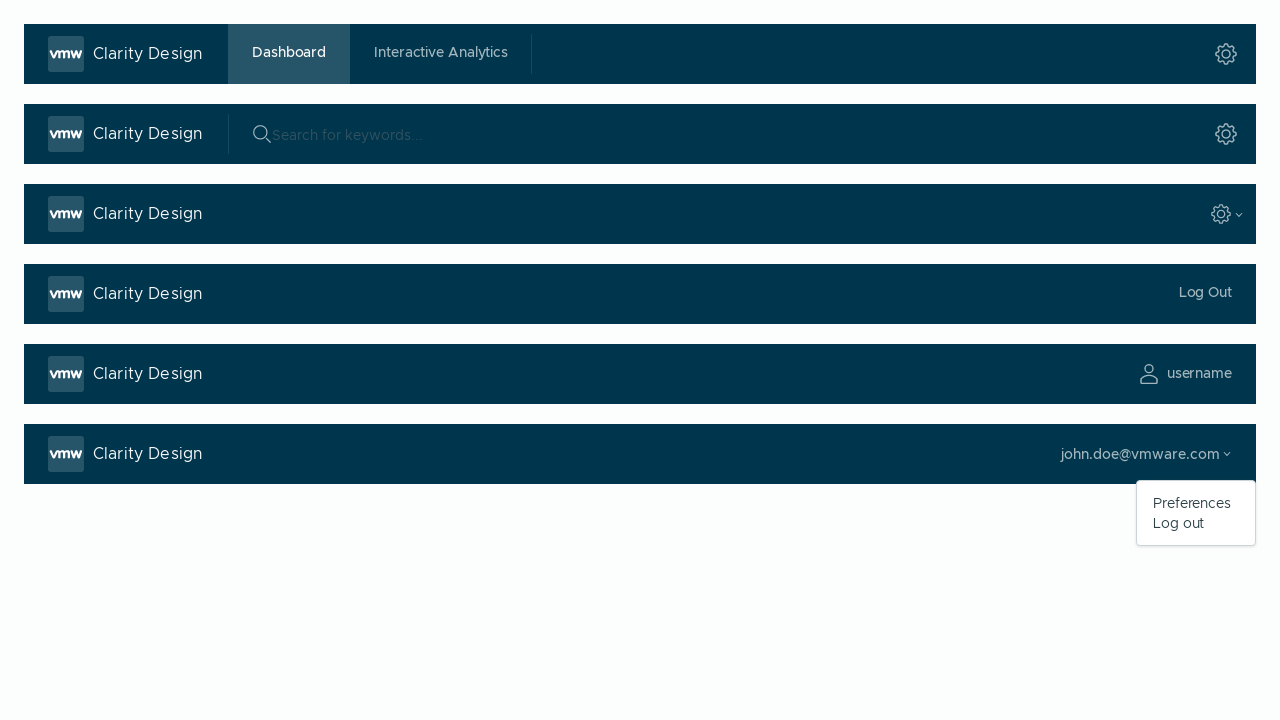 vmw Clarity Design Dashboard Interactive Analytics
vmw Clarity Design Search for keywords...
vmw Clarity Design
vmw Clarity Design Log Out
vmw Clarity Design username
vmw Clarity Design john.doe@vmware.com
Preferences
Log out